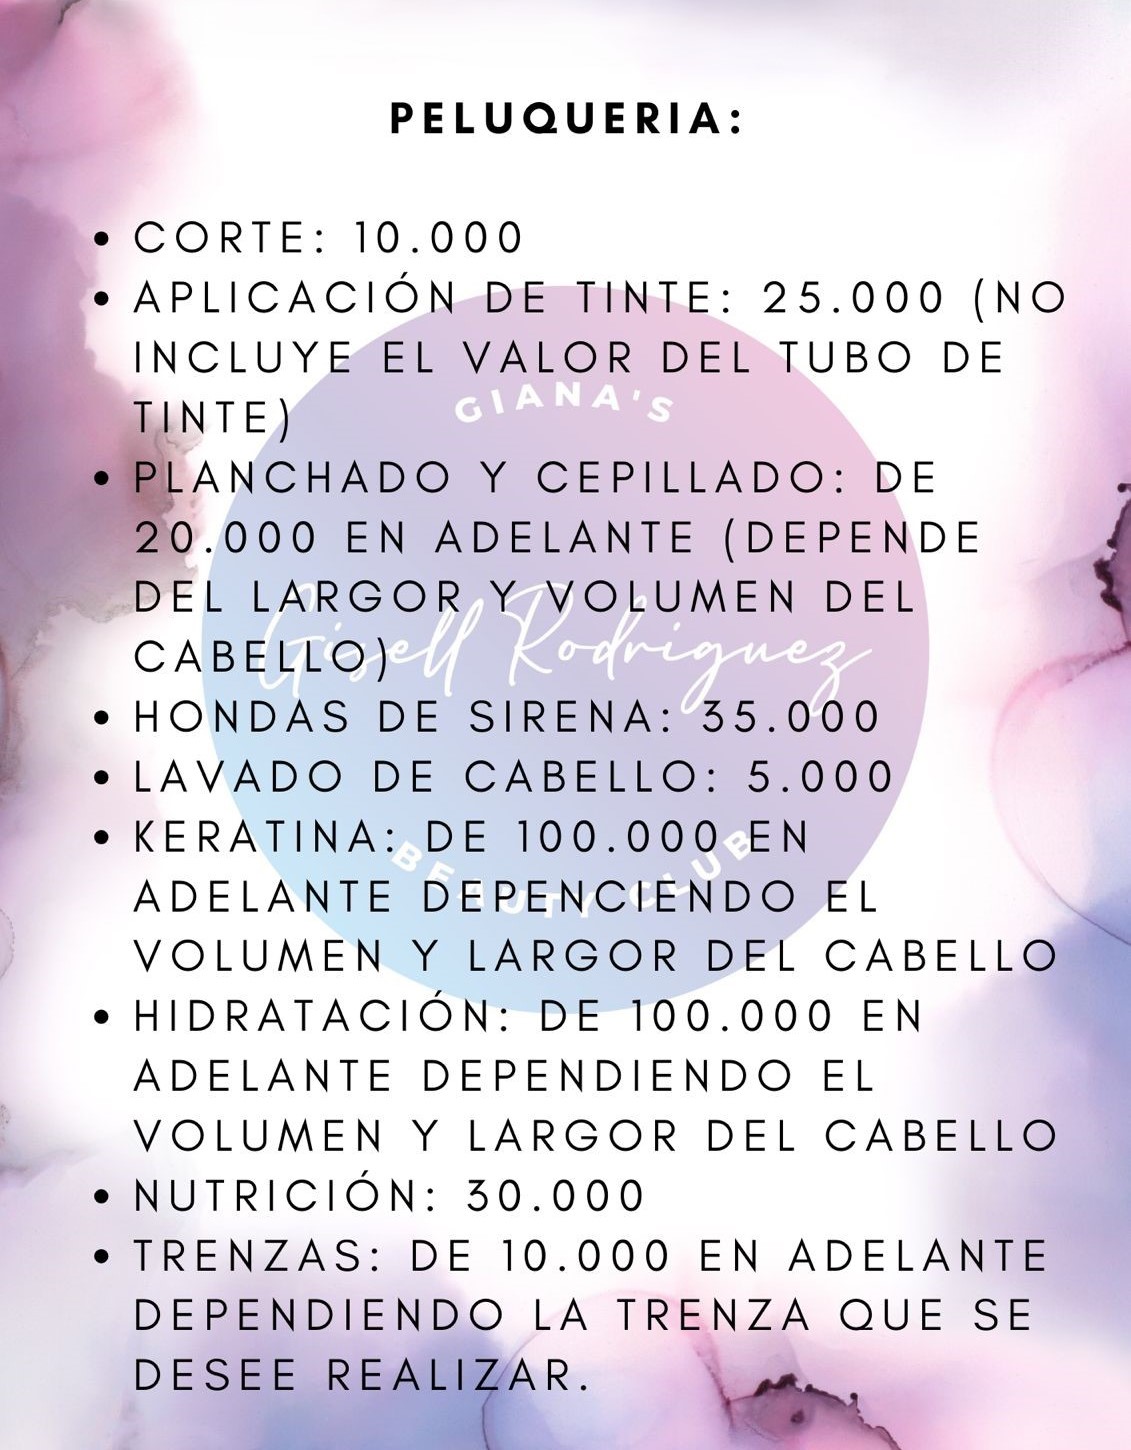 PELUQUERIA:
• CORTE: 10.000
• APLICACIÓN DE TINTE: 25.000 (NO
INCLUYE EL VALOR DEL TUBO DE
TINTE)
GIANA'S
• PLANCHADO Y CEPILLADO: DE
20.000 EN ADELANTE (DEPENDE
DEL LARGOR Y VOLUMEN DEL
CABELLO)
Gisell Rodriguez
• HONDAS DE SIRENA: 35.000
• LAVADO DE CABELLO: 5.000
• KERATINA: DE 100.000 EN
ADELANTE DEPENCIENDO EL
BEAUTY CLUB
VOLUMEN Y LARGOR DEL CABELLO
• HIDRATACIÓN: DE 100.000 EN
ADELANTE DEPENDIENDO EL
VOLUMEN Y LARGOR DEL CABELLO
• NUTRICIÓN: 30.000
• TRENZAS: DE 10.000 EN ADELANTE
DEPENDIENDO LA TRENZA QUE SE
DESEE REALIZAR.